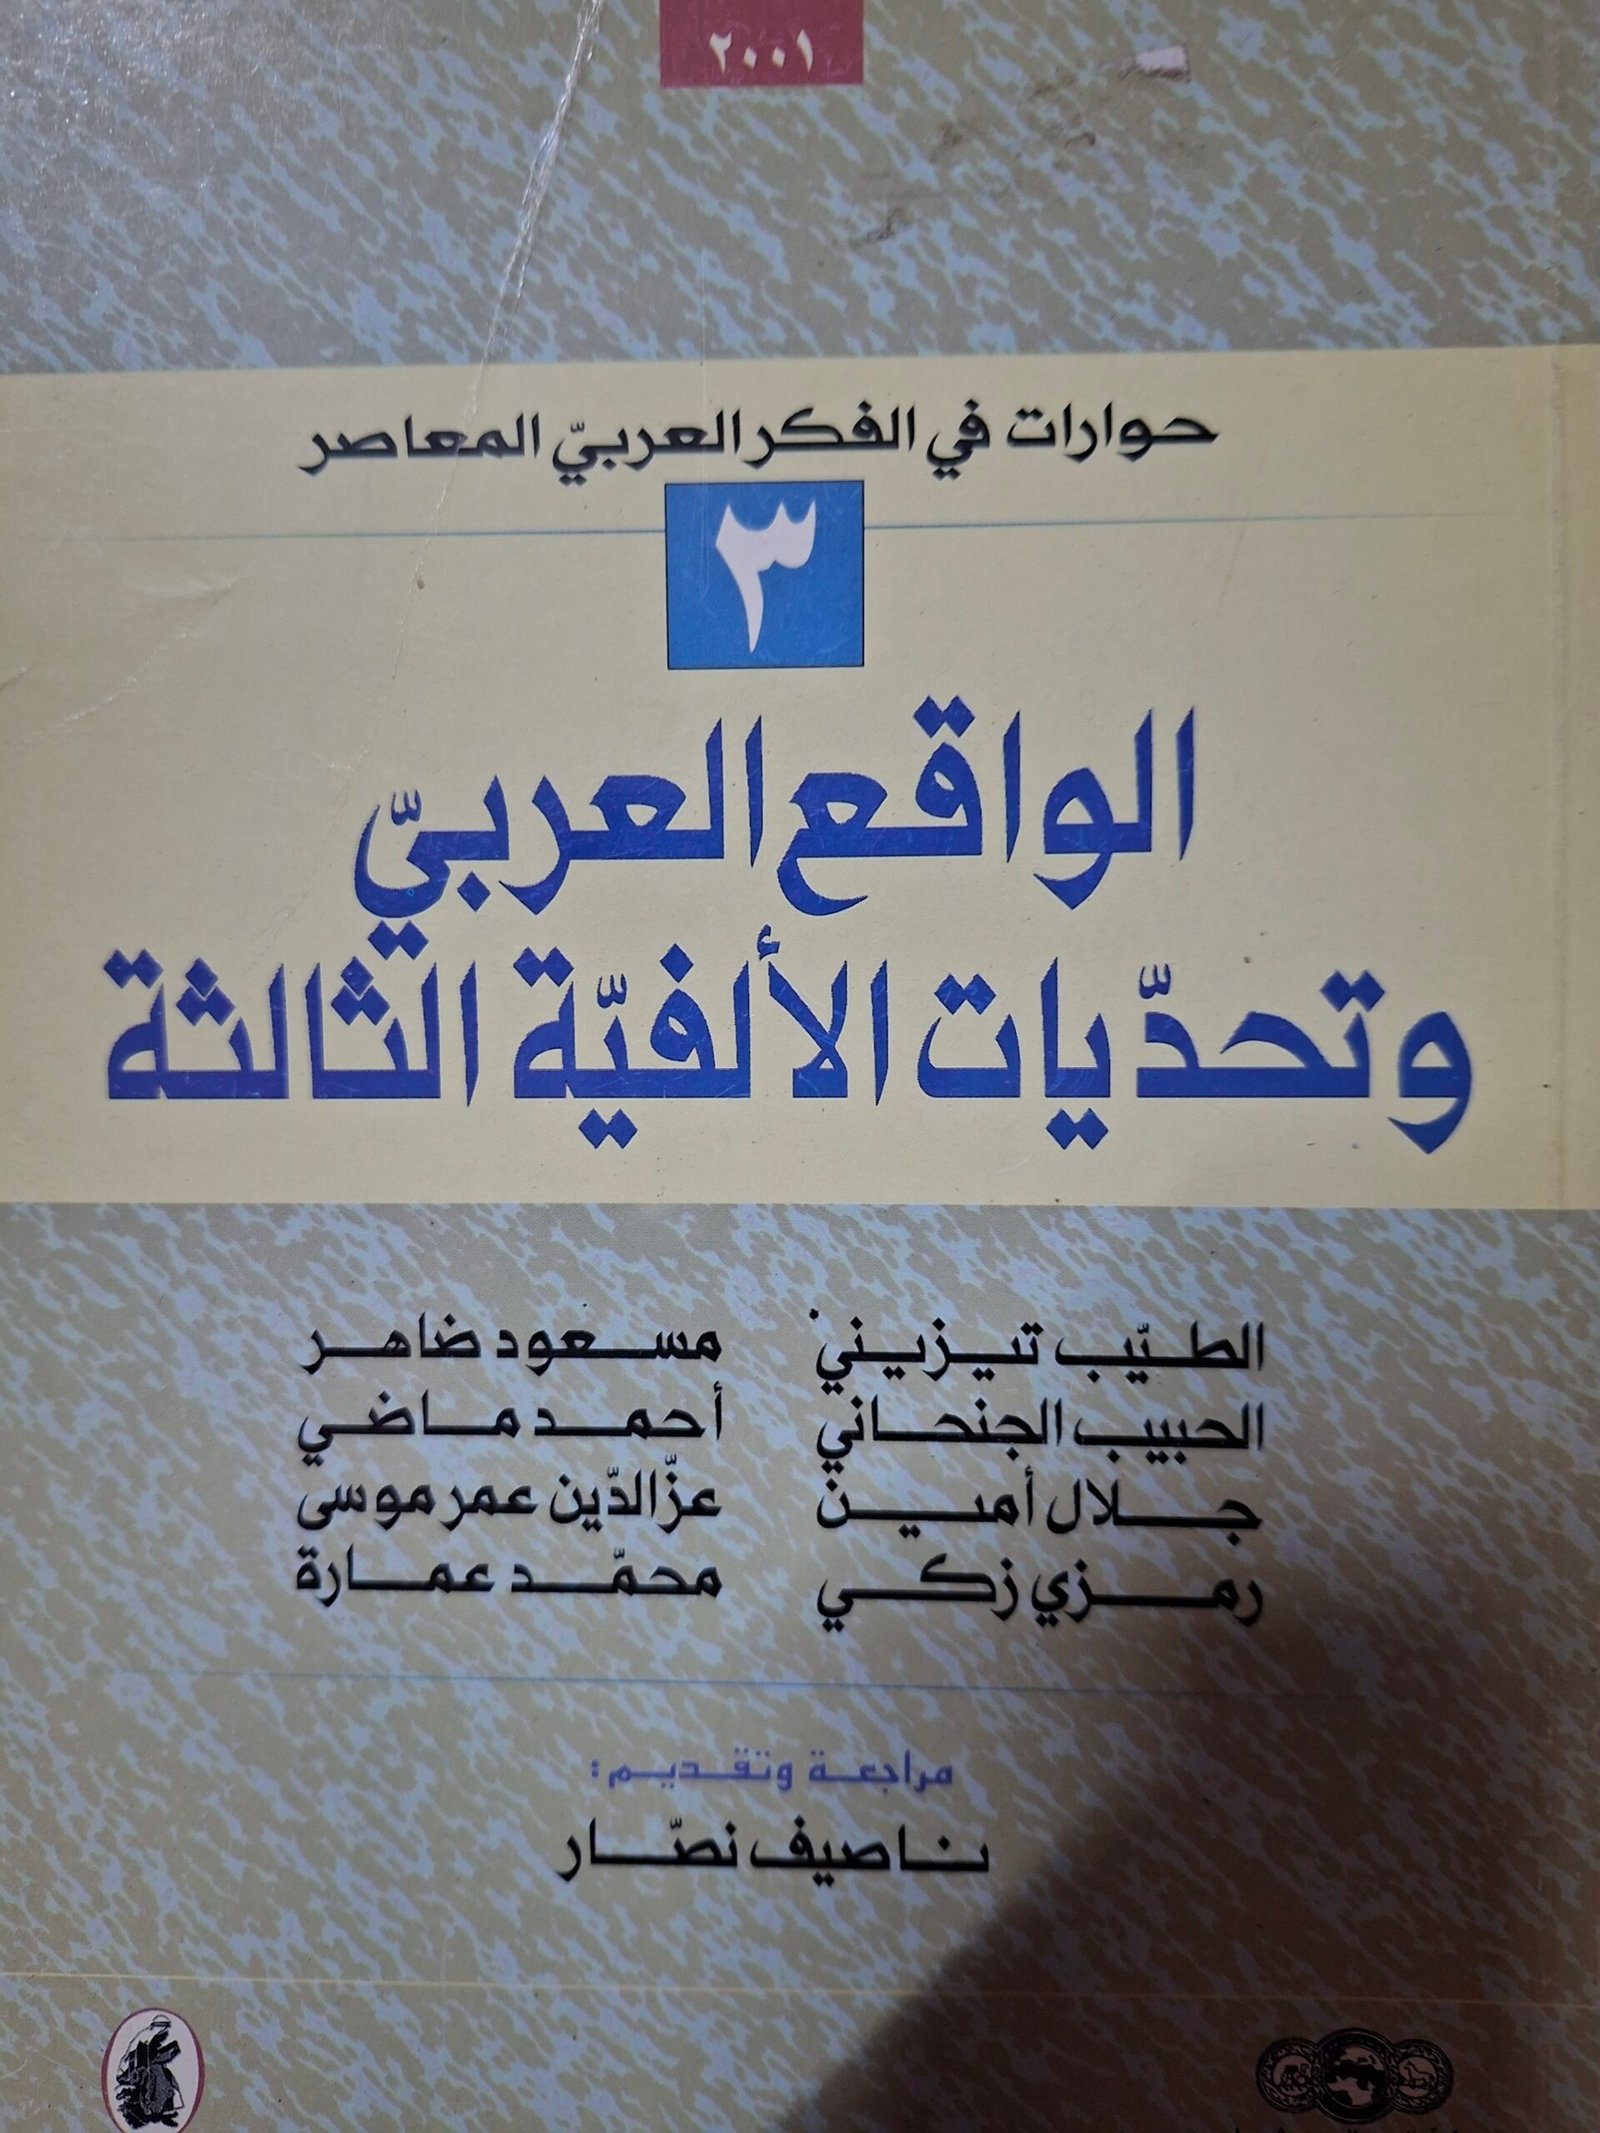 ٢٠٠١
حوارات في الفكر العربيّ المعاصر
٣
الواقع العربيّ
وتحدّيات الألفيّة الثالثة
الطيّب تيزيني مسعود ضاهر
الحبيب الجنحاني أحمد ماضي
جلال أمين عزّ الدّين عمر موسى
رمزي زكي محمّد عمارة
مراجعة وتقديم:
ناصيف نصّار